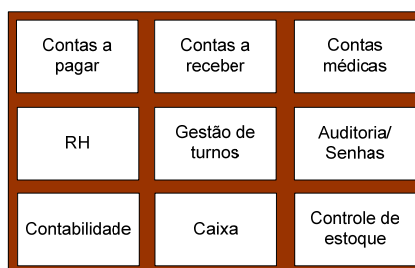 Contas a
pagar
Contas a
receber
Contas
médicas
RH
Gestão de
turnos
Auditoria/
Senhas
Contabilidade
Caixa
Controle de
estoque